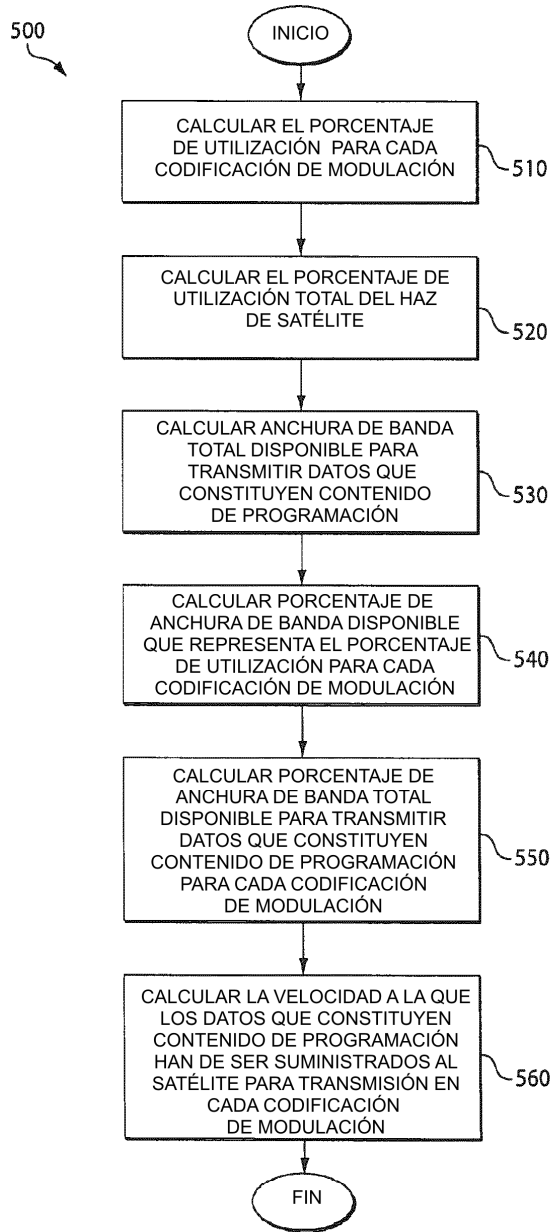 500
INICIO
CALCULAR EL PORCENTAJE
DE UTILIZACIÓN PARA CADA
CODIFICACIÓN DE MODULACIÓN
510
CALCULAR EL PORCENTAJE DE
UTILIZACIÓN TOTAL DEL HAZ
DE SATÉLITE
520
CALCULAR ANCHURA DE BANDA
TOTAL DISPONIBLE PARA
TRANSMITIR DATOS QUE
CONSTITUYEN CONTENIDO
DE PROGRAMACIÓN
530
CALCULAR PORCENTAJE DE
ANCHURA DE BANDA DISPONIBLE
QUE REPRESENTA EL PORCENTAJE
DE UTILIZACIÓN PARA CADA
CODIFICACIÓN DE MODULACIÓN
540
CALCULAR PORCENTAJE DE
ANCHURA DE BANDA TOTAL
DISPONIBLE PARA TRANSMITIR
DATOS QUE CONSTITUYEN
CONTENIDO DE PROGRAMACIÓN
PARA CADA CODIFICACIÓN
DE MODULACIÓN
550
CALCULAR LA VELOCIDAD A LA QUE
LOS DATOS QUE CONSTITUYEN
CONTENIDO DE PROGRAMACIÓN
HAN DE SER SUMINISTRADOS AL
SATÉLITE PARA TRANSMISIÓN EN
CADA CODIFICACIÓN
DE MODULACIÓN
560
FIN